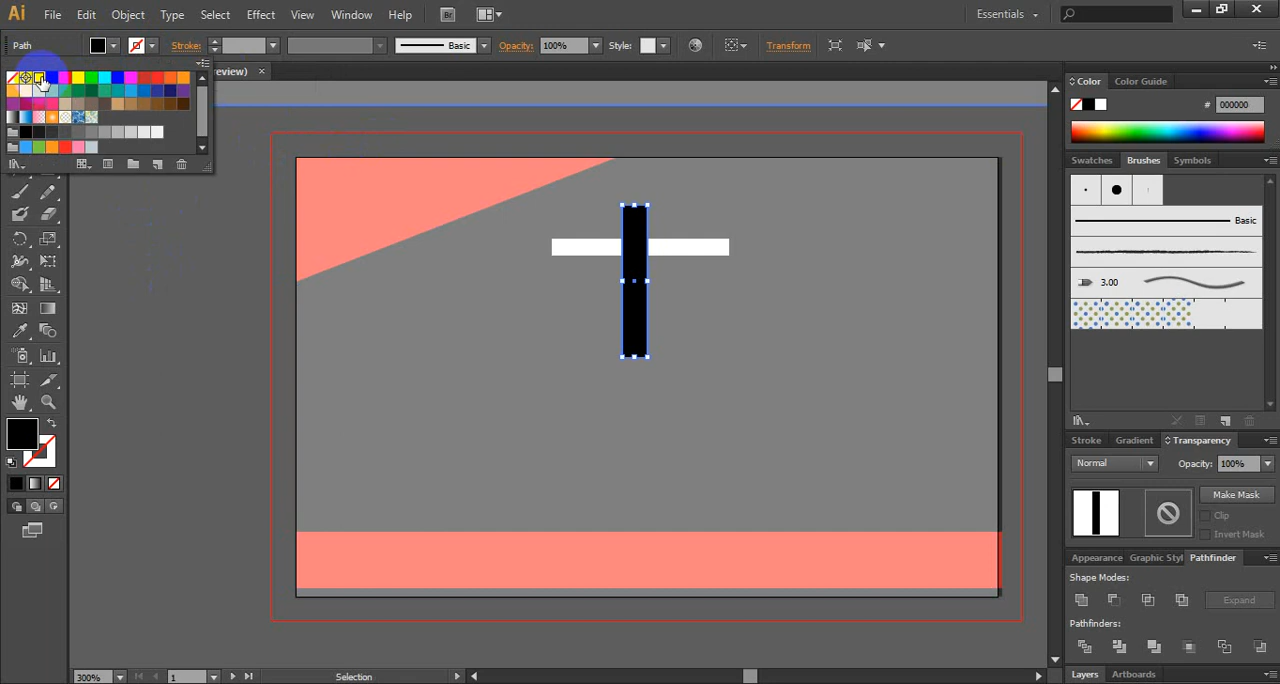 Ai File Edit Object Type Select Effect View Window Help Br Essentials
Path Stroke: Basic Opacity: 100% Style: Transform
review)
Color Color Guide
# 000000
Swatches Brushes Symbols
Basic
3.00
Stroke Gradient Transparency
Normal Opacity: 100%
Make Mask
Clip
Invert Mask
Appearance Graphic Styl Pathfinder
Shape Modes:
Expand
Pathfinders:
Layers Artboards
300% 1 Selection